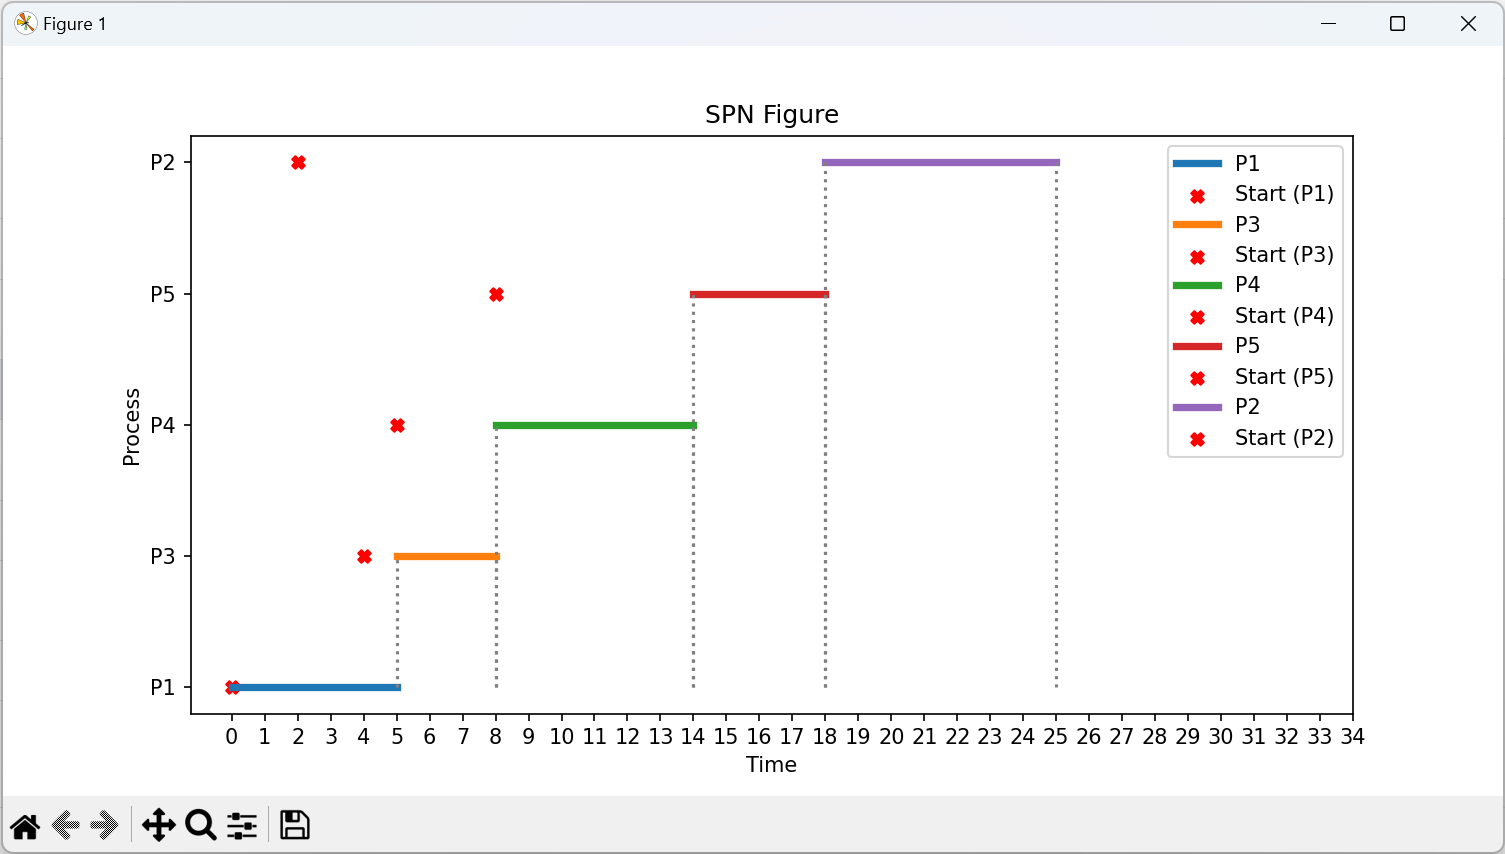 Figure 1
SPN Figure
P2
P5
P4
P3
P1
Process
0 1 2 3 4 5 6 7 8 9 10 11 12 13 14 15 16 17 18 19 20 21 22 23 24 25 26 27 28 29 30 31 32 33 34
Time
P1
Start (P1)
P3
Start (P3)
P4
Start (P4)
P5
Start (P5)
P2
Start (P2)